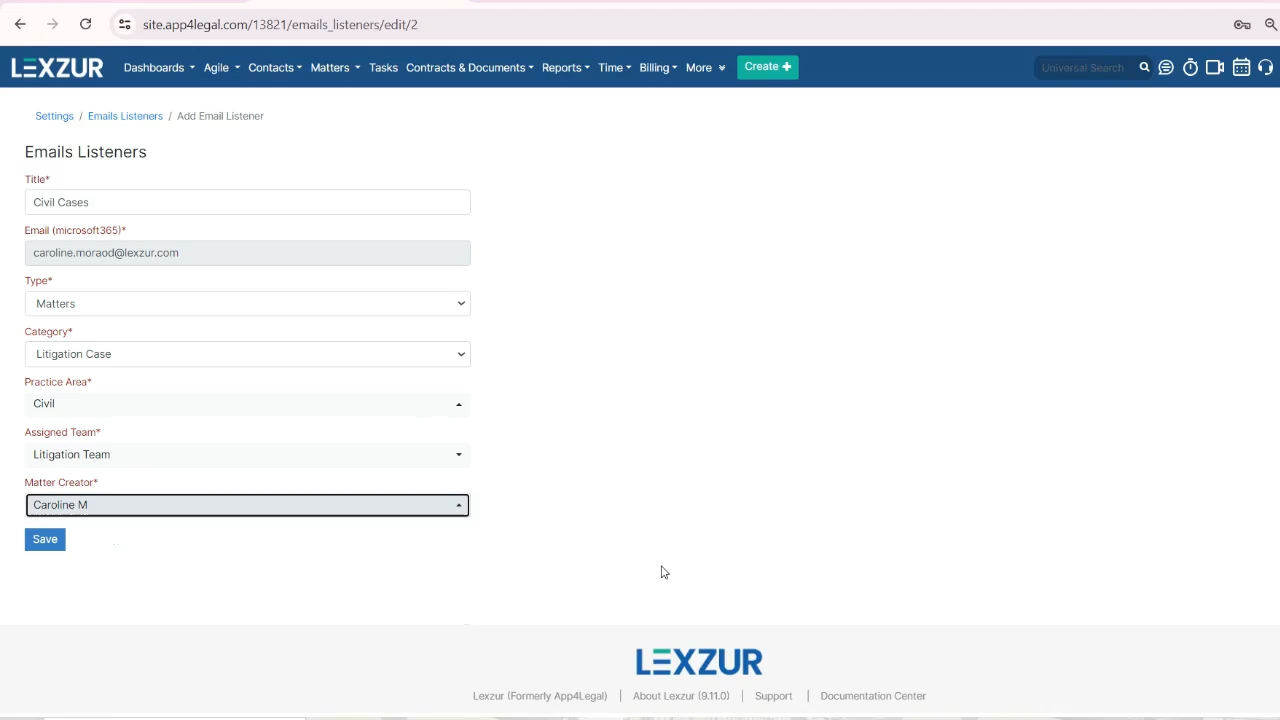 site.app4legal.com/13821/emails_listeners/edit/2
LEXZUR Dashboards Agile Contacts Matters Tasks Contracts & Documents Reports Time Billing More Create + Universal Search
Settings / Emails Listeners / Add Email Listener
Emails Listeners
Title*
Civil Cases
Email (microsoft365)*
caroline.moraod@lexzur.com
Type*
Matters
Category*
Litigation Case
Practice Area*
Civil
Assigned Team*
Litigation Team
Matter Creator*
Caroline M
Save
LEXZUR
Lexzur (Formerly App4Legal) | About Lexzur (9.11.0) | Support | Documentation Center